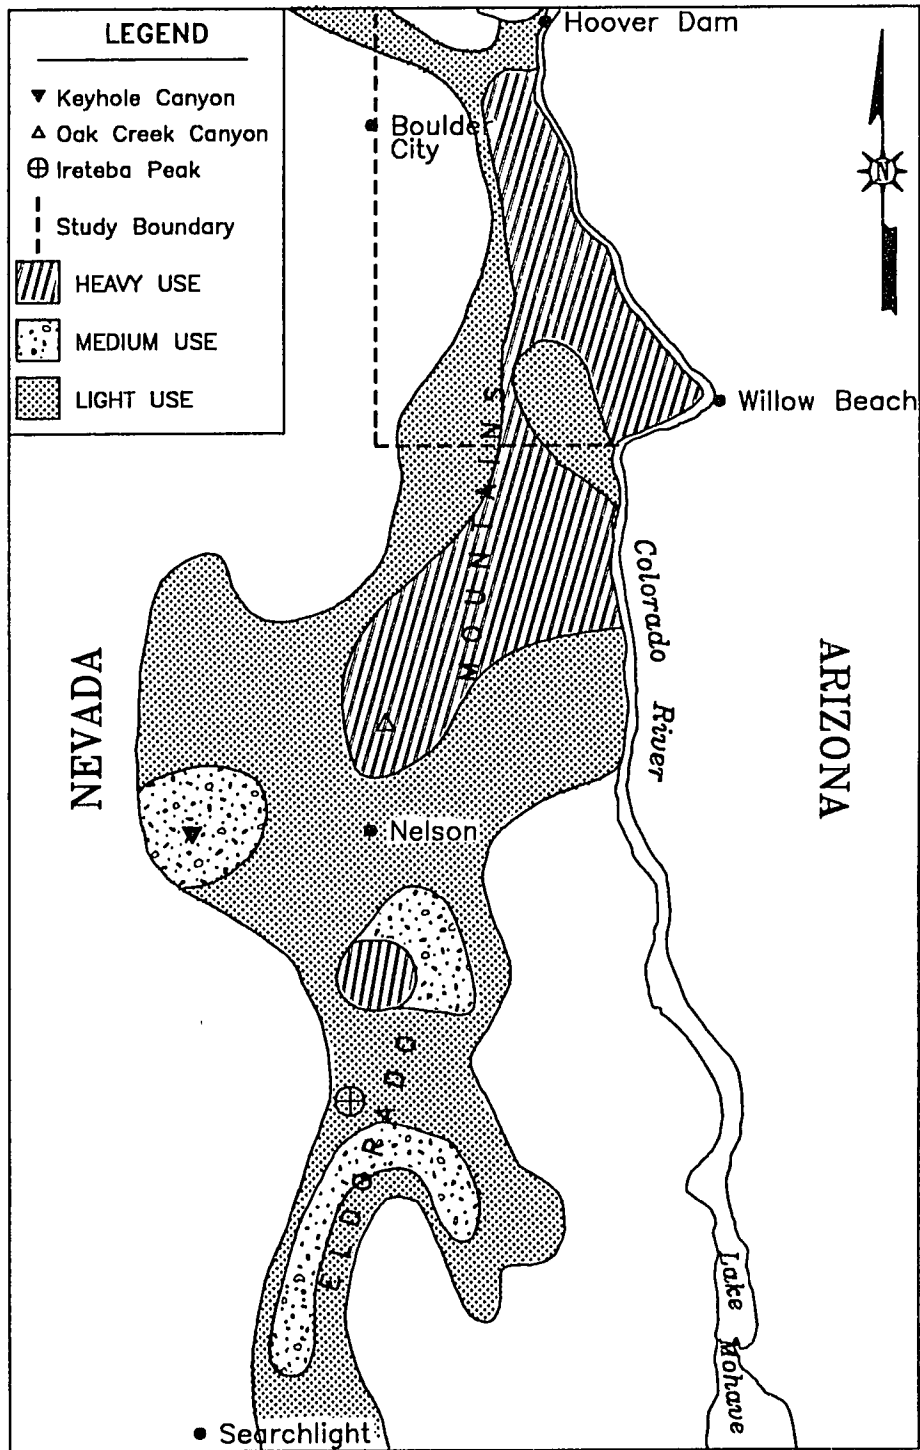 LEGEND
Keyhole Canyon
Oak Creek Canyon
Ireteba Peak
Study Boundary
HEAVY USE
MEDIUM USE
LIGHT USE
Hoover Dam
Boulder
City
N
Willow Beach
NEVADA
ARIZONA
Colorado River
Nelson
ELDORADO MOUNTAINS
Lake Mohave
Searchlight